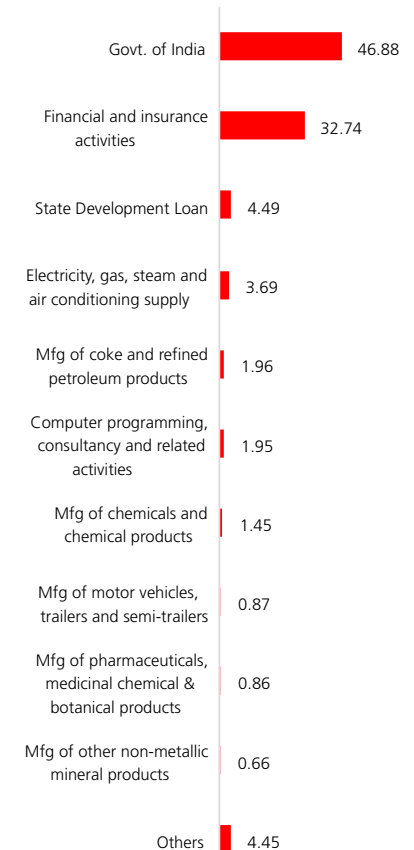 Govt. of India 46.88
Financial and insurance
activities 32.74
State Development Loan 4.49
Electricity, gas, steam and
air conditioning supply 3.69
Mfg of coke and refined
petroleum products 1.96
Computer programming,
consultancy and related
activities 1.95
Mfg of chemicals and
chemical products 1.45
Mfg of motor vehicles,
trailers and semi-trailers 0.87
Mfg of pharmaceuticals,
medicinal chemical &
botanical products 0.86
Mfg of other non-metallic
mineral products 0.66
Others 4.45